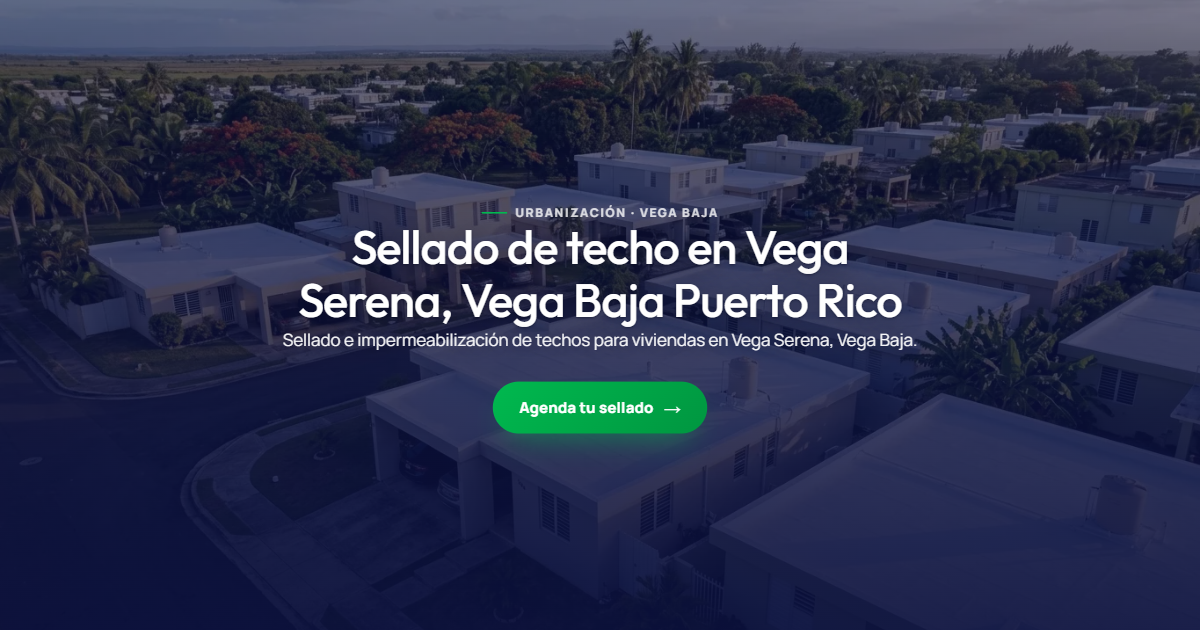 URBANIZACIÓN · VEGA BAJA
Sellado de techo en Vega
Serena, Vega Baja Puerto Rico
Sellado e impermeabilización de techos para viviendas en Vega Serena, Vega Baja.
Agenda tu sellado →